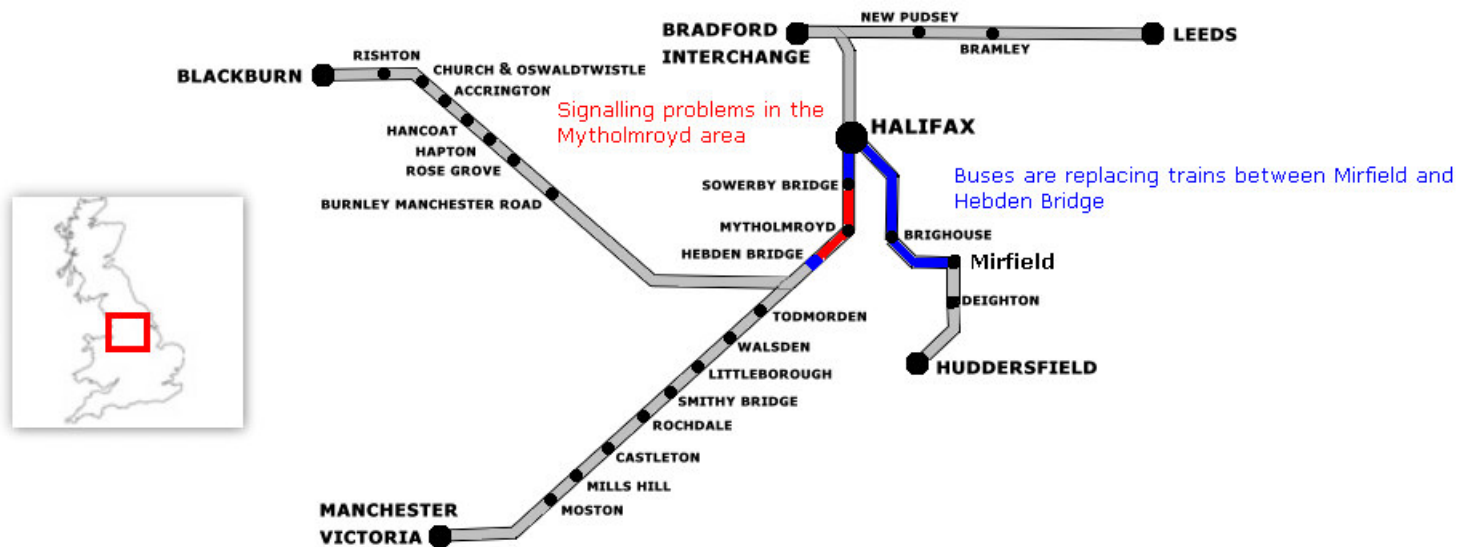 NEW PUDSEY
BRADFORD
INTERCHANGE
LEEDS
BRAMLEY
RISHTON
BLACKBURN
CHURCH & OSWALDTWISTLE
ACCRINGTON
Signalling problems in the
Mytholmroyd area
HALIFAX
HANCOAT
HAPTON
ROSE GROVE
Buses are replacing trains between Mirfield and
Hebden Bridge
SOWERBY BRIDGE
BURNLEY MANCHESTER ROAD
MYTHOLMROYD
BRIGHOUSE
HEBDEN BRIDGE
Mirfield
DEIGHTON
TODMORDEN
WALSDEN
HUDDERSFIELD
LITTLEBOROUGH
SMITHY BRIDGE
ROCHDALE
CASTLETON
MILLS HILL
MOSTON
MANCHESTER
VICTORIA